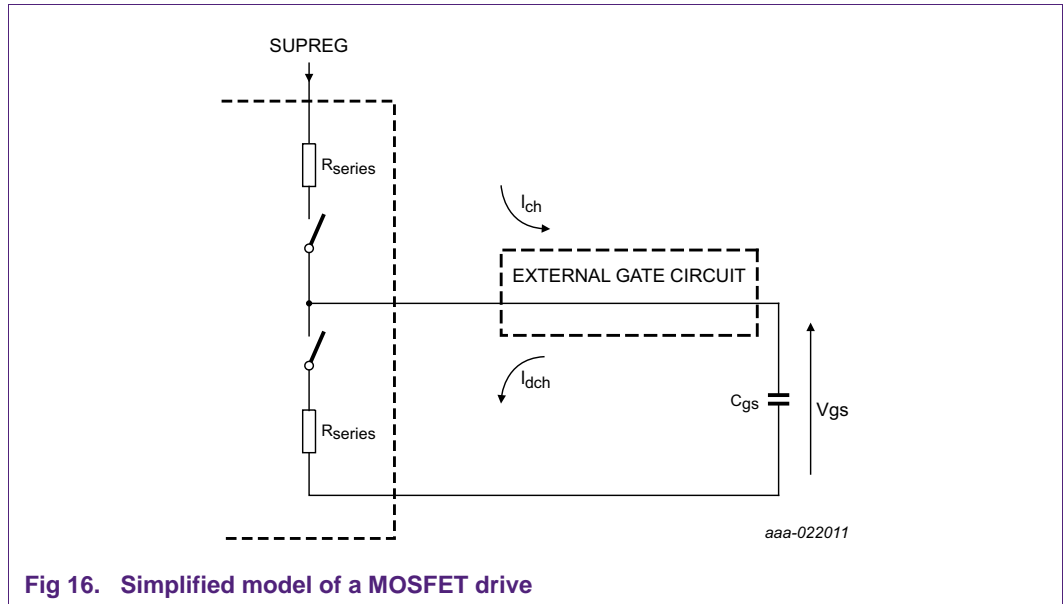 SUPREG
Rseries
Ich
EXTERNAL GATE CIRCUIT
Idch
Cgs
Vgs
Rseries
aaa-022011
Fig 16. Simplified model of a MOSFET drive